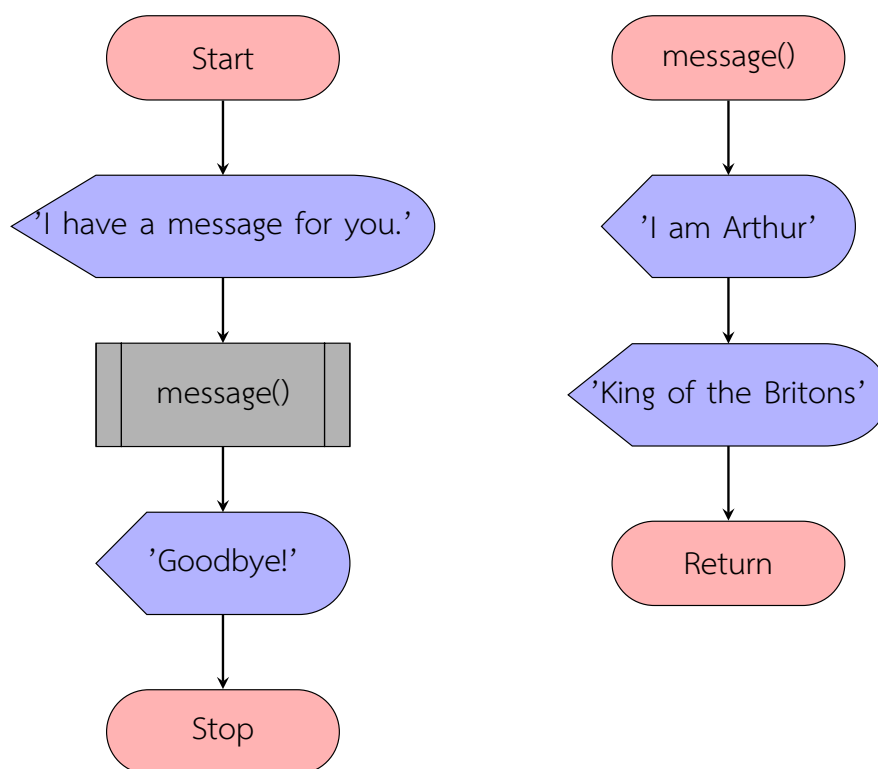 Start
’I have a message for you.’
message()
’Goodbye!’
Stop
message()
’I am Arthur’
’King of the Britons’
Return